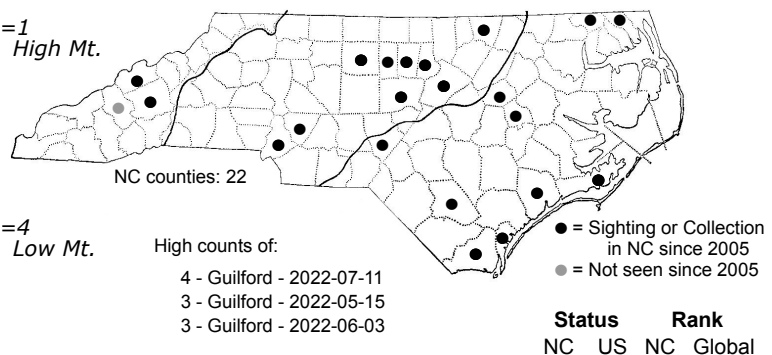 =1
High Mt.
NC counties: 22
=4
Low Mt.
High counts of:
4 - Guilford - 2022-07-11
3 - Guilford - 2022-05-15
3 - Guilford - 2022-06-03
● = Sighting or Collection
in NC since 2005
● = Not seen since 2005
Status Rank
NC US NC Global